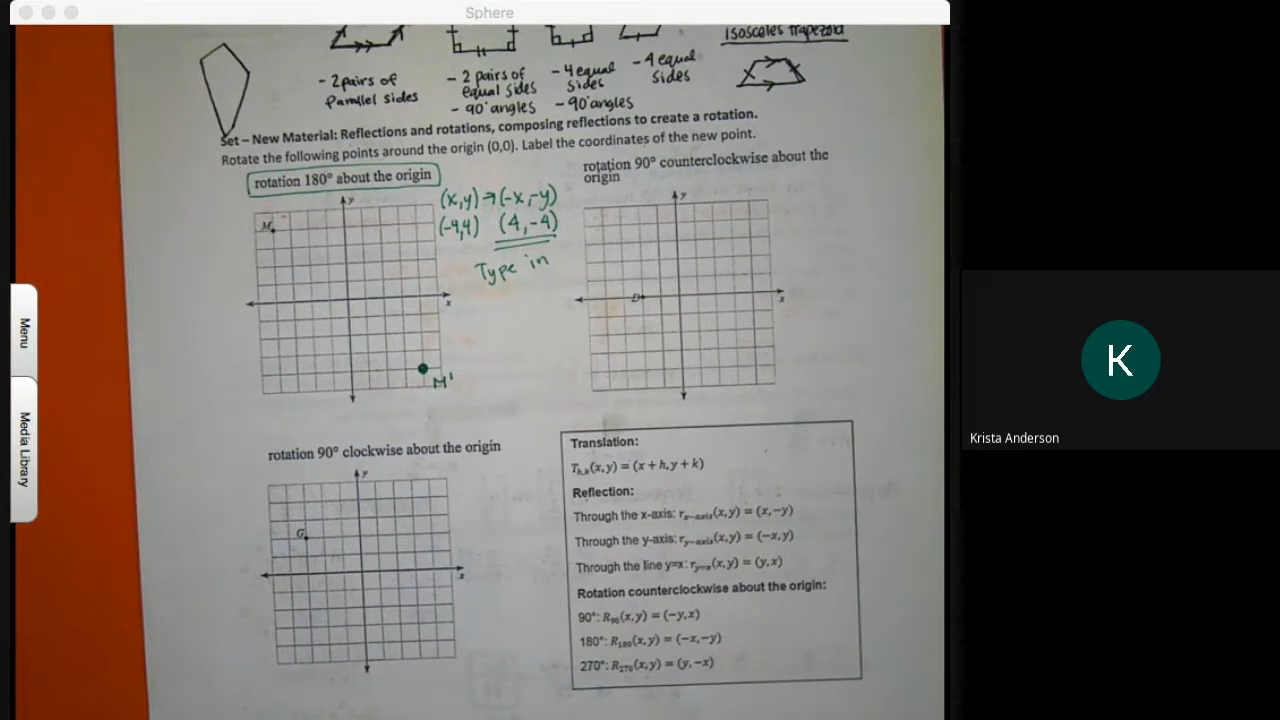 Sphere
Isosceles trapezoid
- 2 pairs of
Parallel sides
- 2 pairs of
equal sides
- 90° angles
- 4 equal
sides
- 90° angles
- 4 equal
sides
Set – New Material: Reflections and rotations, composing reflections to create a rotation.
Rotate the following points around the origin (0,0). Label the coordinates of the new point.
rotation 180° about the origin
(x,y) → (-x,-y)
(-4,4) (4,-4)
Type in
y
M
x
M'
rotation 90° counterclockwise about the
origin
y
D
x
rotation 90° clockwise about the origin
y
G
x
Translation:
Th,k(x,y) = (x + h, y + k)
Reflection:
Through the x-axis: rx−axis(x,y) = (x,−y)
Through the y-axis: ry−axis(x,y) = (−x,y)
Through the line y=x: ry=x(x,y) = (y,x)
Rotation counterclockwise about the origin:
90°: R90(x,y) = (−y,x)
180°: R180(x,y) = (−x,−y)
270°: R270(x,y) = (y,−x)
Menu
Media Library
K
Krista Anderson